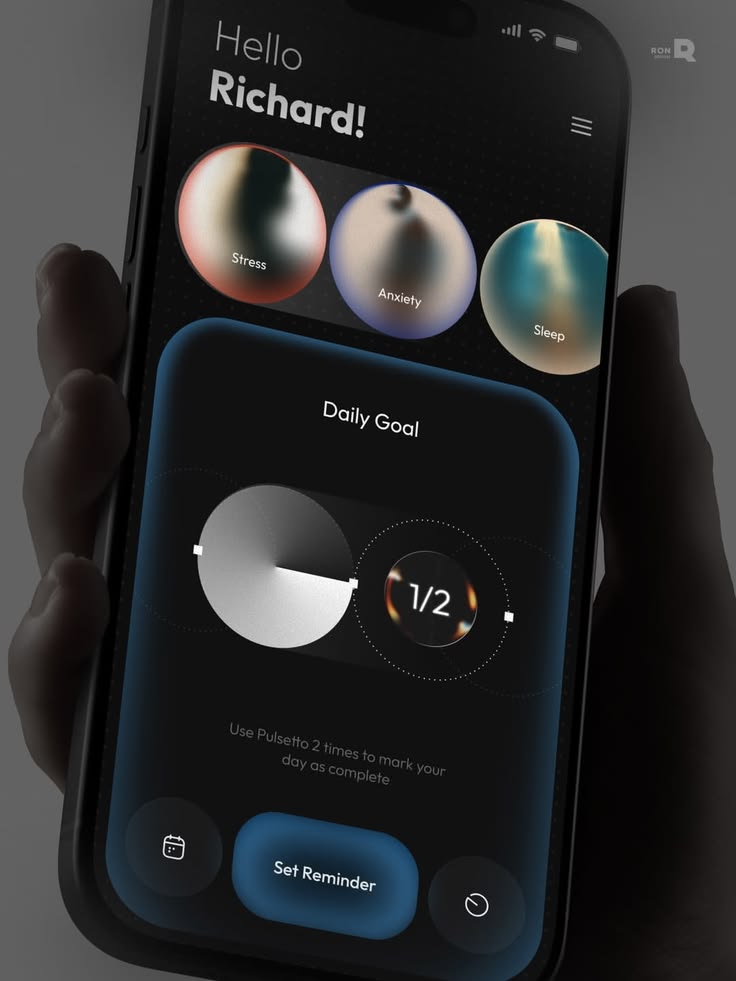 Hello
Richard!
RON
Stress
Anxiety
Sleep
Daily Goal
1/2
Use Pulsetto 2 times to mark your
day as complete
Set Reminder